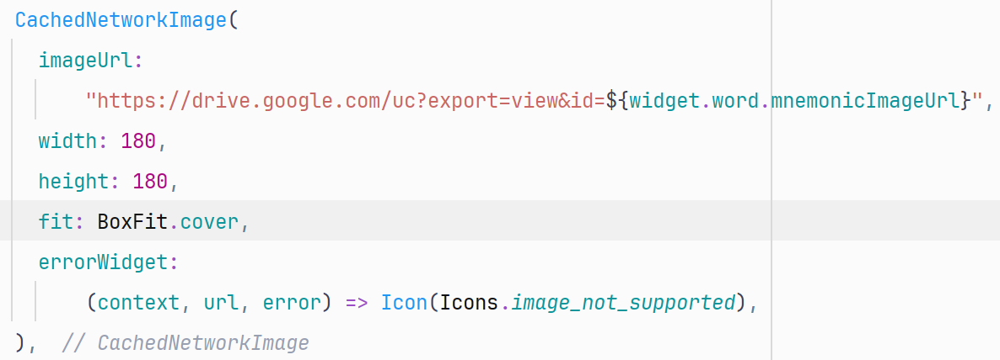 CachedNetworkImage(
imageUrl:
"https://drive.google.com/uc?export=view&id=${widget.word.mnemonicImageUrl}",
width: 180,
height: 180,
fit: BoxFit.cover,
errorWidget:
(context, url, error) => Icon(Icons.image_not_supported),
), // CachedNetworkImage